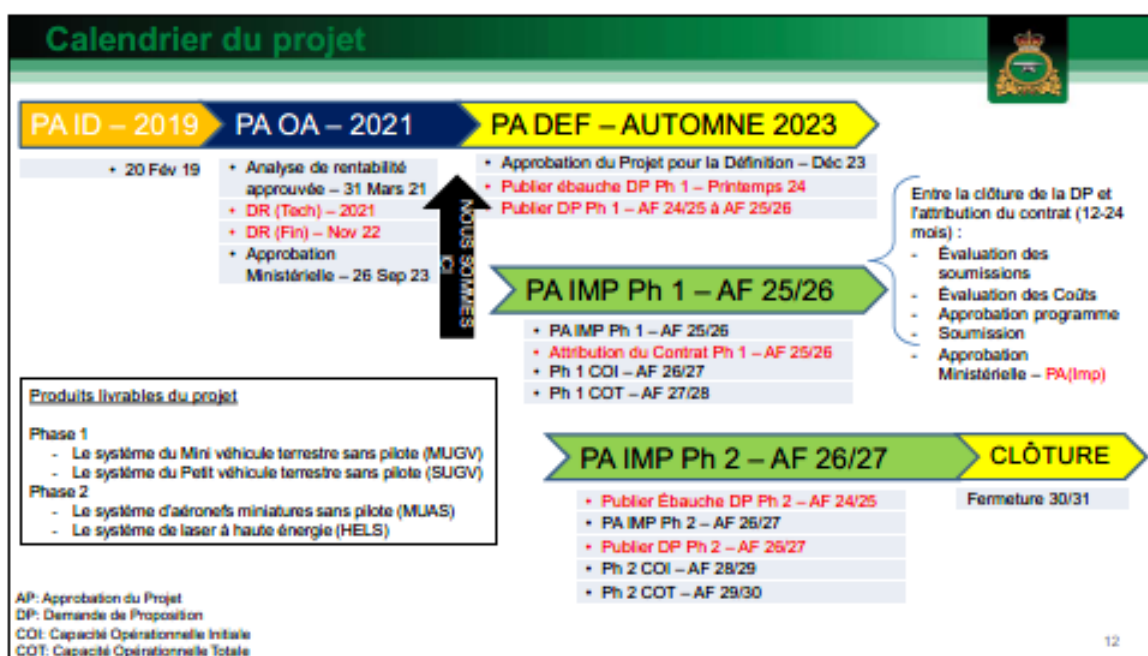 Calendrier du projet
PA ID – 2019
PA OA – 2021
PA DEF – AUTOMNE 2023
• 20 Fév 19
• Analyse de rentabilité
approuvée – 31 Mars 21
• DR (Tech) – 2021
• DR (Fin) – Nov 22
• Approbation
Ministérielle – 26 Sep 23
NOUS SOMMES
ICI
• Approbation du Projet pour la Définition – Déc 23
• Publier ébauche DP Ph 1 – Printemps 24
Publier DP Ph 1 – AF 24/25 à AF 25/26
Entre la clôture de la DP et
l'attribution du contrat (12-24
mois) :
- Évaluation des
soumissions
- Évaluation des Coûts
- Approbation programme
- Soumission
- Approbation
Ministérielle – PA(Imp)
PA IMP Ph 1 – AF 25/26
• PA IMP Ph 1 – AF 25/26
• Attribution du Contrat Ph 1 – AF 25/26
• Ph 1 COI – AF 26/27
• Ph 1 COT – AF 27/28
Produits livrables du projet
Phase 1
- Le système du Mini véhicule terrestre sans pilote (MUGV)
- Le système du Petit véhicule terrestre sans pilote (SUGV)
Phase 2
- Le système d'aéronefs miniatures sans pilote (MUAS)
- Le système de laser à haute énergie (HELS)
PA IMP Ph 2 – AF 26/27
CLÔTURE
• Publier Ébauche DP Ph 2 – AF 24/25
• PA IMP Ph 2 – AF 26/27
• Publier DP Ph 2 – AF 26/27
• Ph 2 COI – AF 28/29
• Ph 2 COT – AF 29/30
Fermeture 30/31
AP: Approbation du Projet
DP: Demande de Proposition
COI: Capacité Opérationnelle Initiale
COT: Capacité Opérationnelle Totale
12